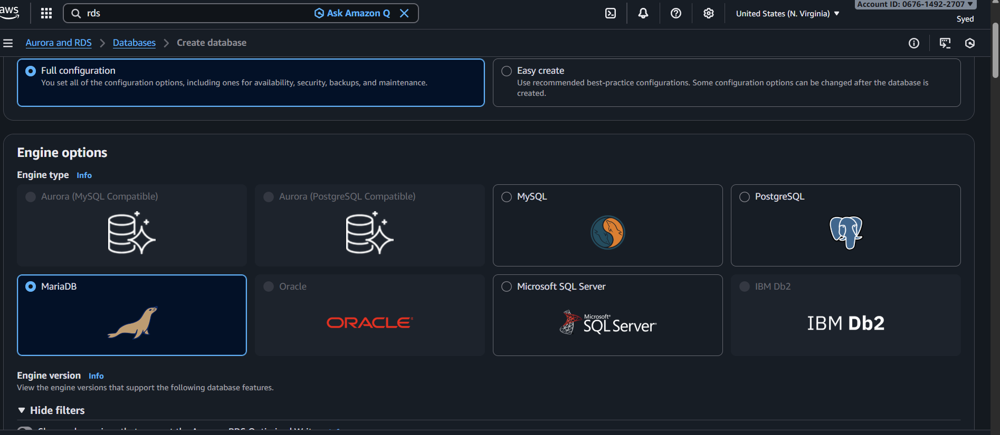 aws
rds
Ask Amazon Q
United States (N. Virginia)
Account ID: 0676-1492-2707
Syed
Aurora and RDS
Databases
Create database
Full configuration
You set all of the configuration options, including ones for availability, security, backups, and maintenance.
Easy create
Use recommended best-practice configurations. Some configuration options can be changed after the database is
created.
Engine options
Engine type Info
Aurora (MySQL Compatible)
Aurora (PostgreSQL Compatible)
MySQL
PostgreSQL
MariaDB
Oracle
ORACLE
Microsoft SQL Server
Microsoft®
SQL Server®
IBM Db2
IBM Db2
Engine version Info
View the engine versions that support the following database features.
Hide filters